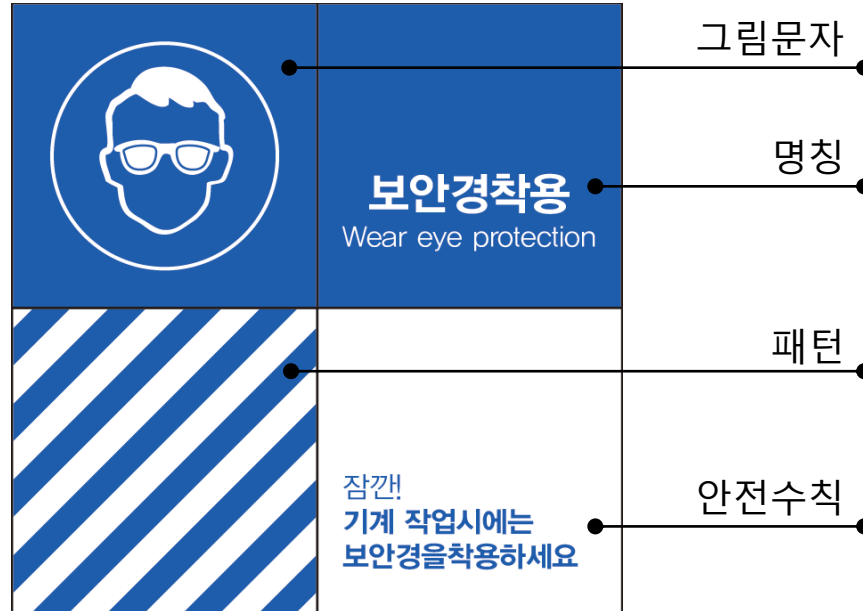 그림문자
명칭
보안경착용
Wear eye protection
패턴
잠깐!
기계 작업시에는
보안경을착용하세요
안전수칙